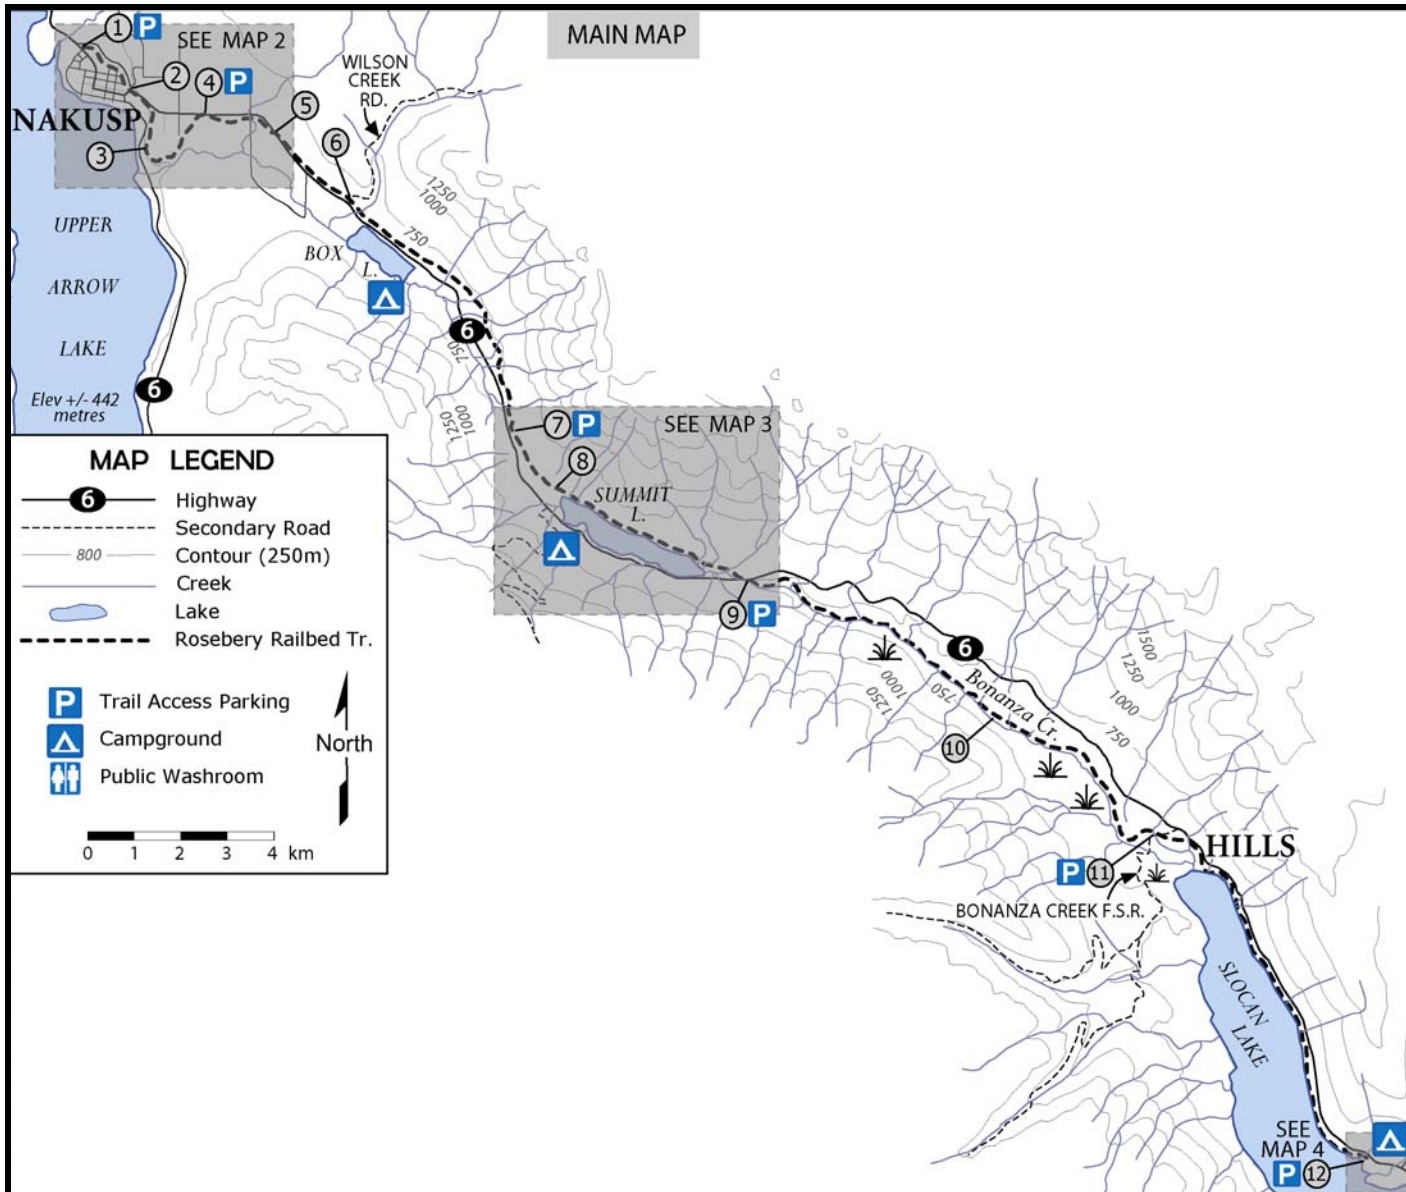 MAIN MAP
1 P
SEE MAP 2
2
4 P
WILSON
CREEK
RD.
NAKUSP
5
3
6
1250
1000
UPPER
ARROW
LAKE
Elev +/- 442
metres
750
BOX
L.
6
6
750
1000
1250
SEE MAP 3
7 P
8
SUMMIT
L.
9 P
6
Bonanza Cr.
750
1000
1250
1500
1250
1000
750
10
HILLS
P 11
BONANZA CREEK F.S.R.
SLOCAN
LAKE
SEE
MAP 4
P 12
MAP LEGEND
6 Highway
Secondary Road
800 Contour (250m)
Creek
Lake
Rosebery Railbed Tr.
P Trail Access Parking
Campground
Public Washroom
North
0 1 2 3 4 km